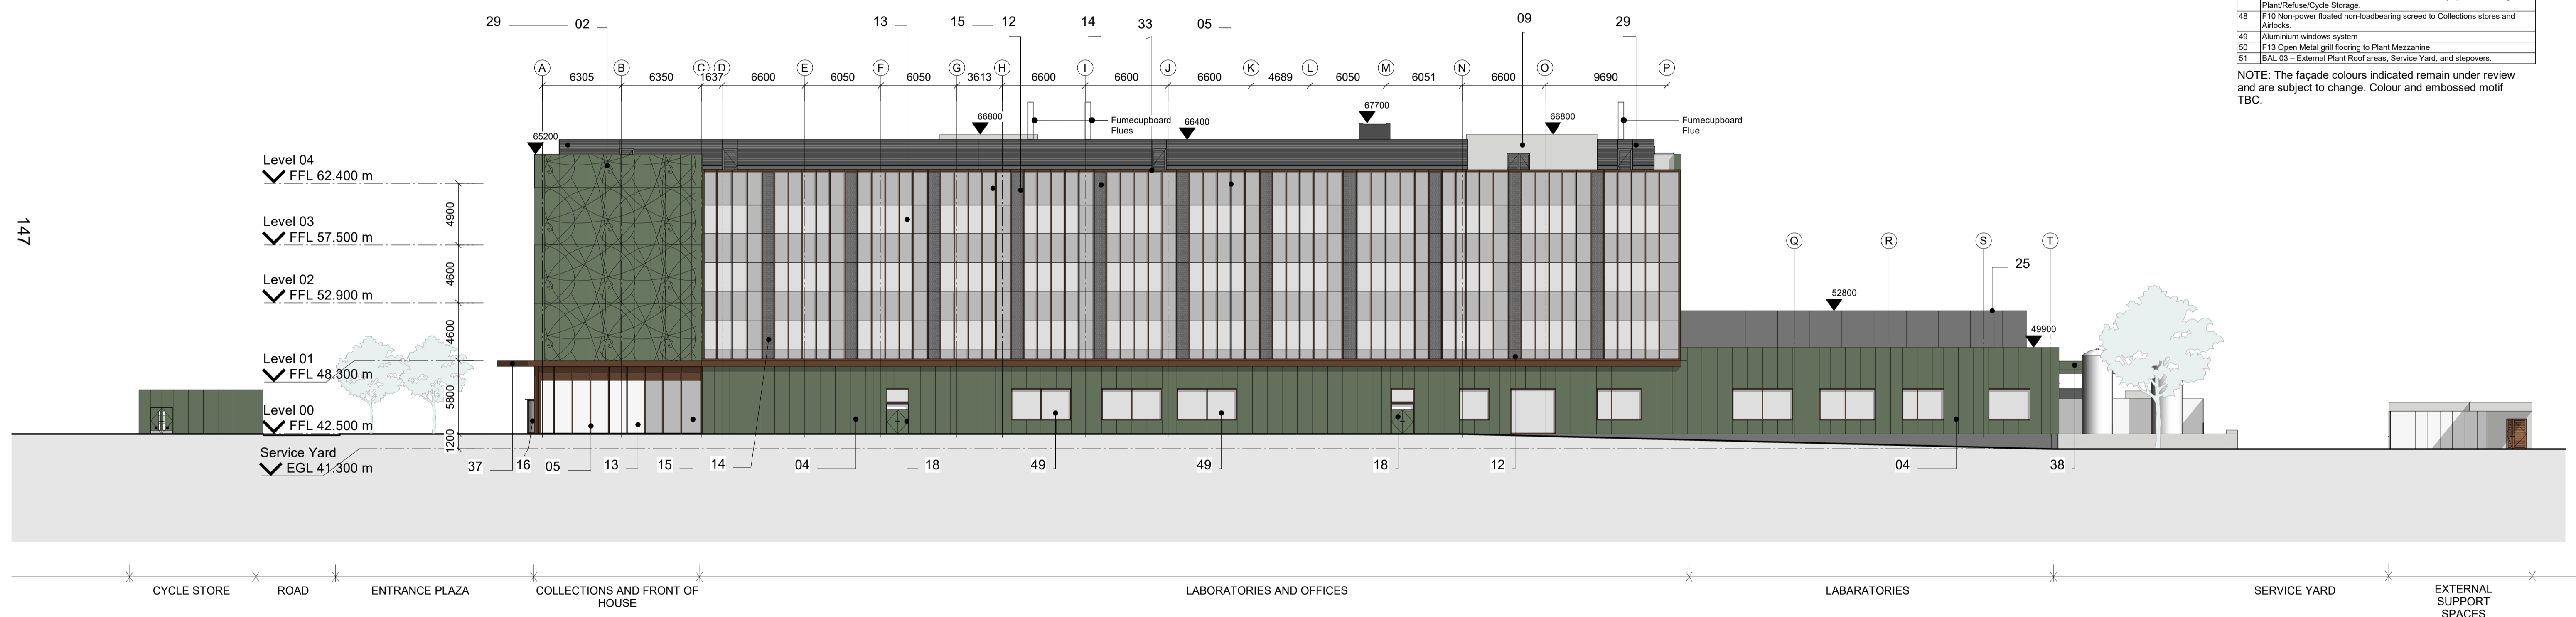 Plant/Refuse/Cycle Storage.
48 F10 Non-power floated non-loadbearing screed to Collections stores and
Airlocks.
49 Aluminium windows system
50 F13 Open Metal grill flooring to Plant Mezzanine.
51 BAL 03 – External Plant Roof areas, Service Yard, and stepovers.
NOTE: The façade colours indicated remain under review
and are subject to change. Colour and embossed motif
TBC.
29 02 13 15 12 14 33 05 09 29
A B C D E F G H I J K L M N O P
6305 6350 1637 6600 6050 6050 3613 6600 6600 6600 4689 6050 6051 6600 9690
67700
66800 66400 66800
Fumecupboard
Flues
Fumecupboard
Flue
65200
Level 04
FFL 62.400 m
4900
Level 03
FFL 57.500 m
147
Q R S T
25
4600
Level 02
FFL 52.900 m
52800
4600
49900
Level 01
FFL 48.300 m
5800
Level 00
FFL 42.500 m
1200
Service Yard
EGL 41.300 m
37 16 05 13 15 14 04 18 49 49 18 12 04 38
CYCLE STORE ROAD ENTRANCE PLAZA COLLECTIONS AND FRONT OF LABORATORIES AND OFFICES LABARATORIES SERVICE YARD EXTERNAL
HOUSE SUPPORT
SPACES